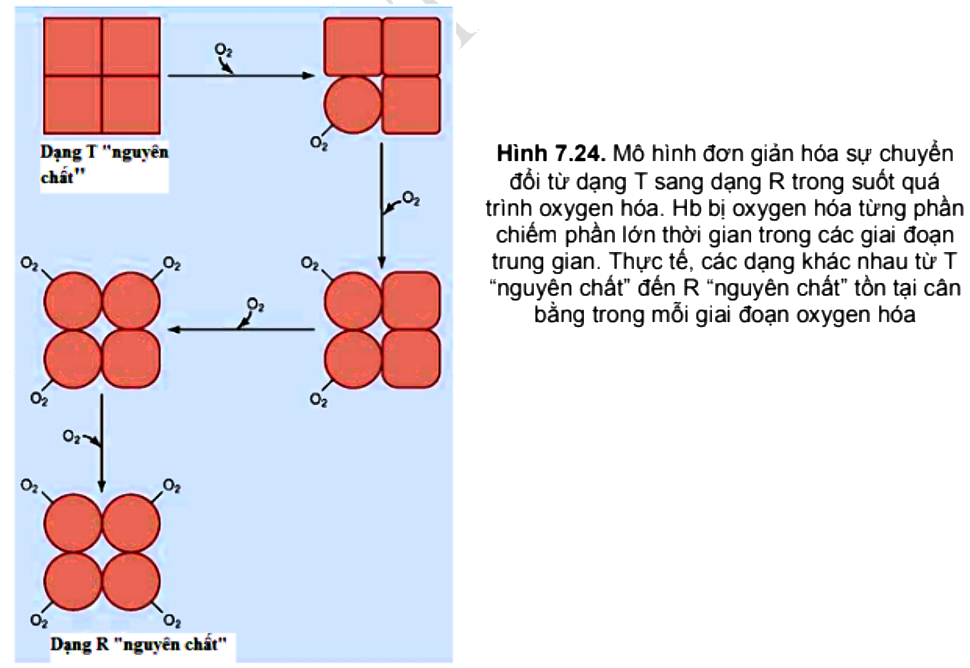 O₂
Dạng T "nguyên
chất"
O₂
O₂
O₂
O₂
O₂
O₂
O₂
O₂
O₂
O₂
O₂
O₂
O₂
O₂
Dạng R "nguyên chất"
Hình 7.24. Mô hình đơn giản hóa sự chuyển
đổi từ dạng T sang dạng R trong suốt quá
trình oxygen hóa. Hb bị oxygen hóa từng phần
chiếm phần lớn thời gian trong các giai đoạn
trung gian. Thực tế, các dạng khác nhau từ T
“nguyên chất” đến R “nguyên chất” tồn tại cân
bằng trong mỗi giai đoạn oxygen hóa